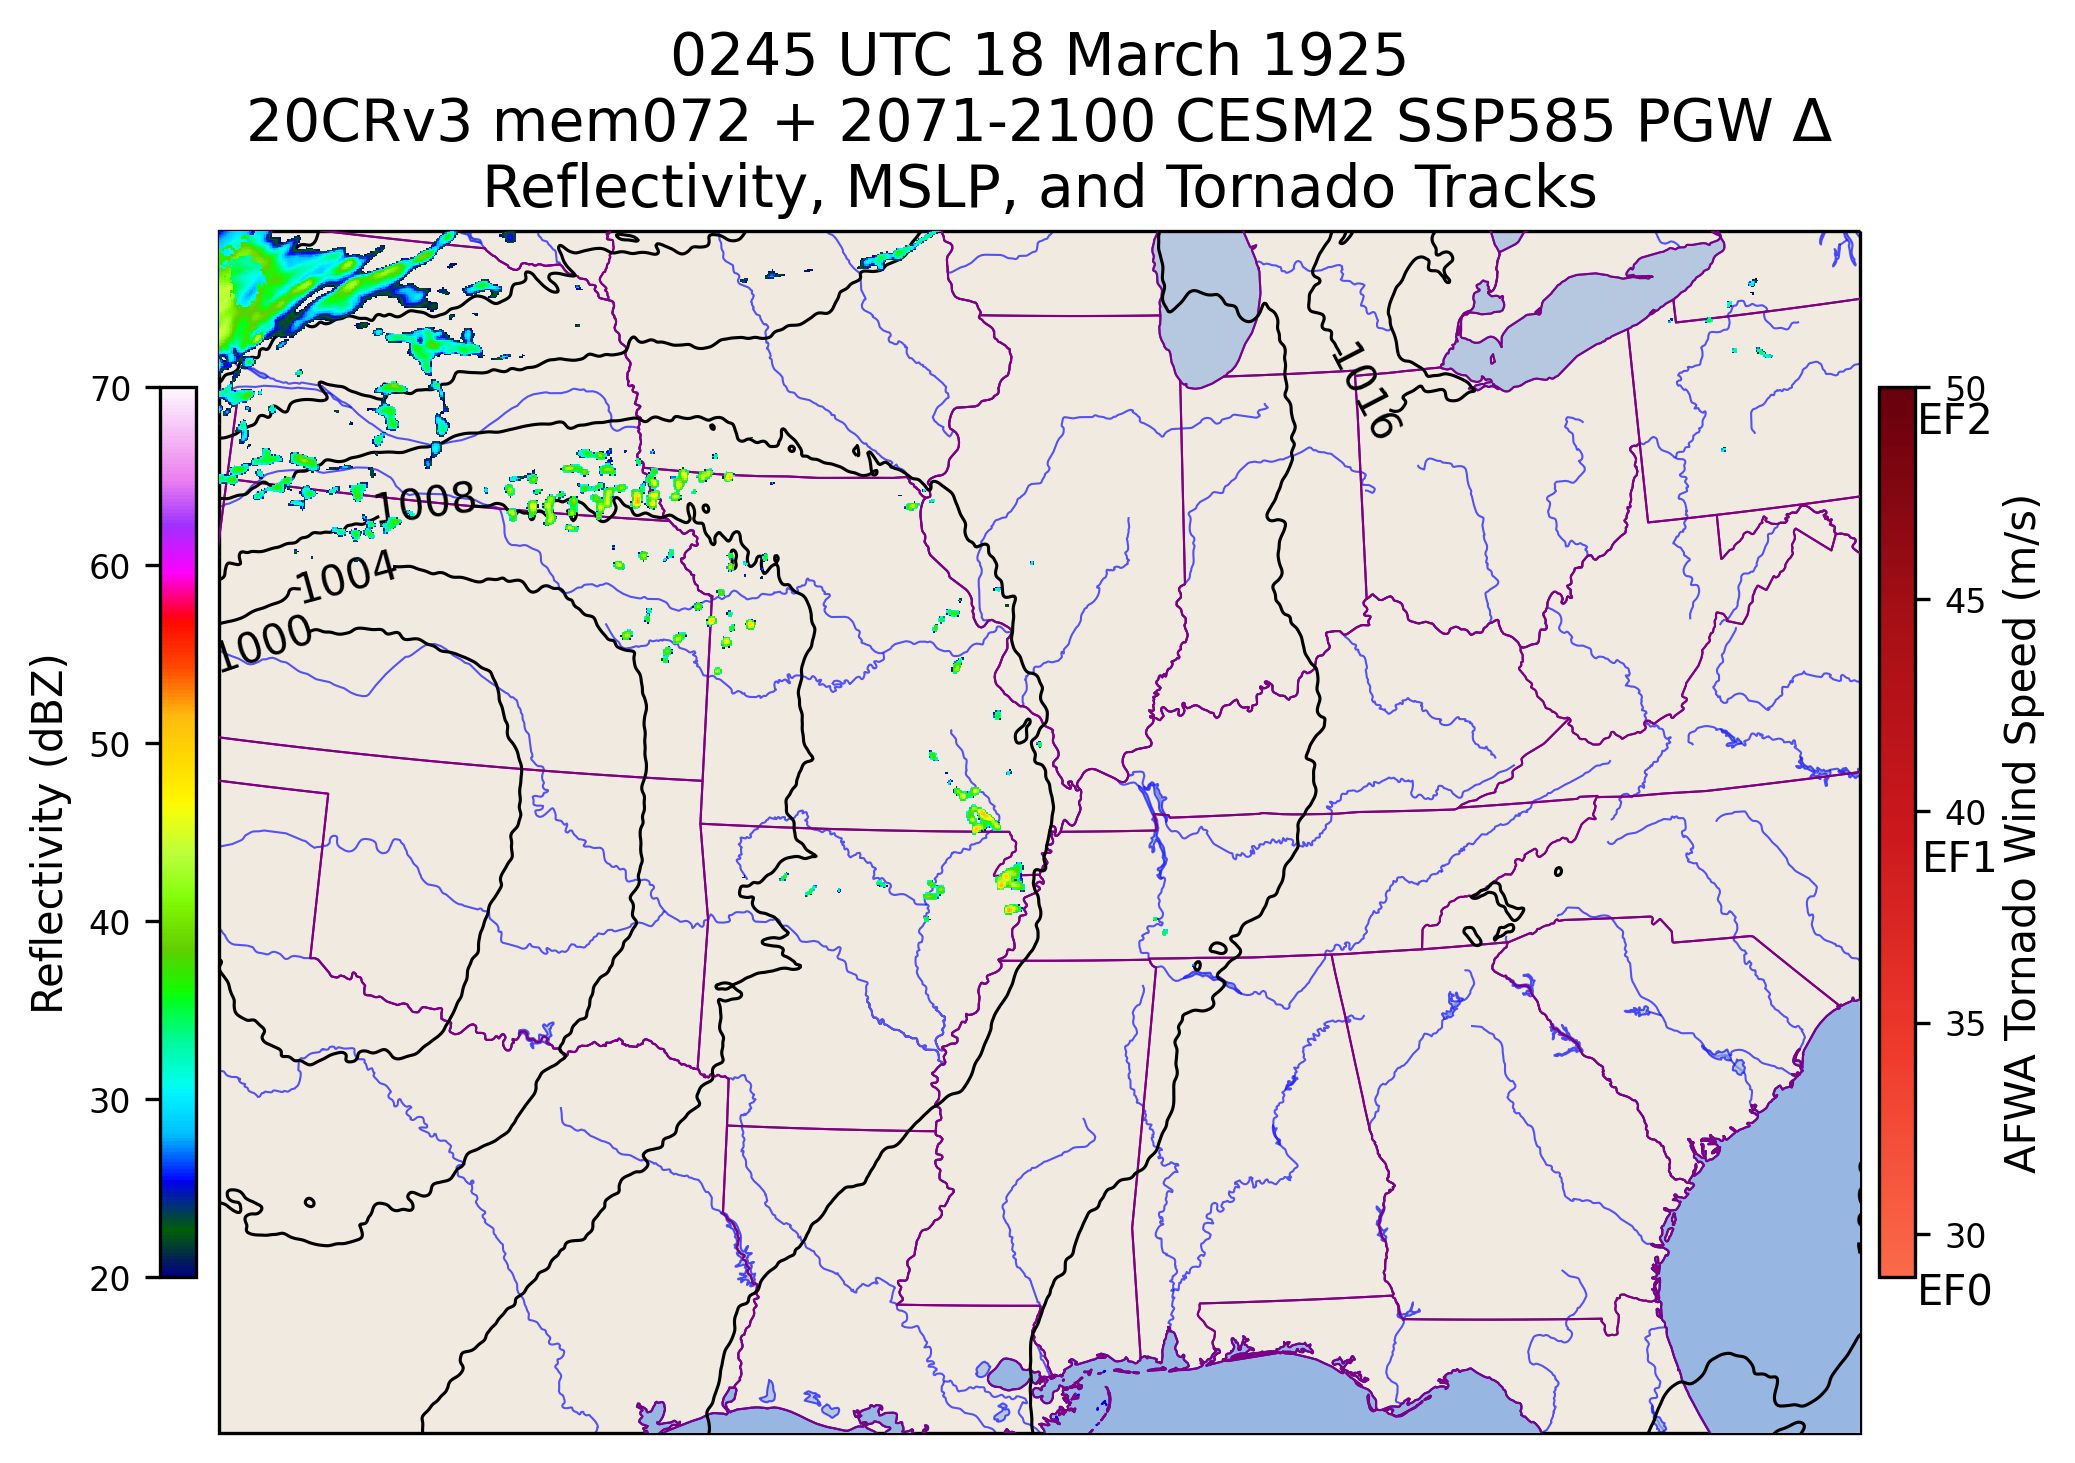 0245 UTC 18 March 1925
20CRv3 mem072 + 2071-2100 CESM2 SSP585 PGW Δ
Reflectivity, MSLP, and Tornado Tracks
Reflectivity (dBZ)
70
60
50
40
30
20
1016
1008
1004
1000
50
EF2
45
40
EF1
35
30
EF0
AFWA Tornado Wind Speed (m/s)